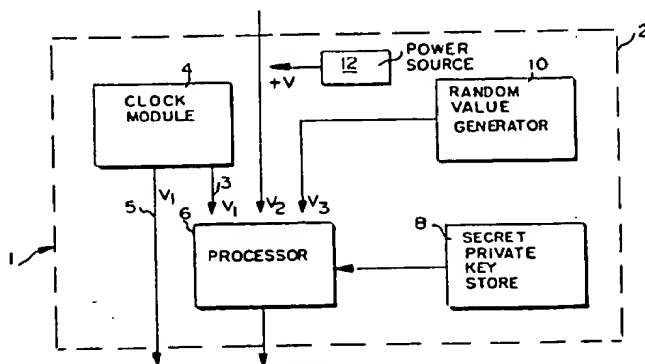 2
4
CLOCK
MODULE
12
POWER
SOURCE
+V
10
RANDOM
VALUE
GENERATOR
3
V1
5
V1
V2
V3
6
PROCESSOR
8
SECRET
PRIVATE
KEY
STORE
1